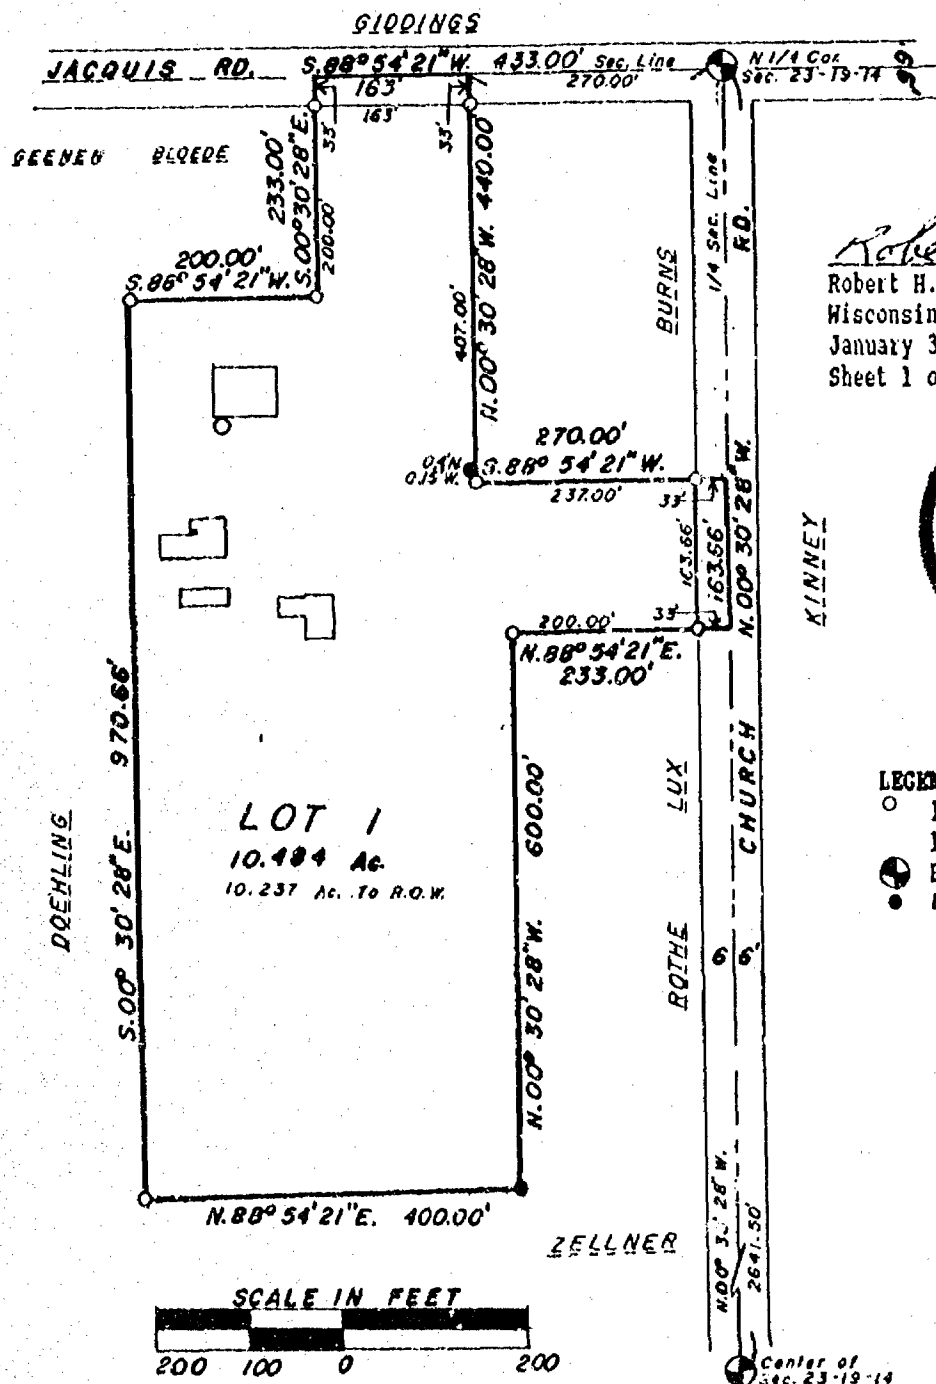 GIDDINGS
JACQUIS RD. S.88° 54' 21" W. 433.00' Sec. Line
N 1/4 Cor.
Sec. 23-19-14
66'
163' 270.00'
163'
33' 33'
GEENEN BLOEDE
233.00'
S.00° 30' 28" E.
200.00'
N.00° 30' 28" W. 440.00'
407.00'
1/4 Sec. Line
RD.
BURNS
200.00'
S.86° 54' 21" W.
Robert H.
Wisconsin
January 3
Sheet 1 o
270.00'
S.88° 54' 21" W.
0.15 W.
237.00'
33'
163.66'
163.66'
N.00° 30' 28" W.
KINNEY
200.00' 33'
N.88° 54' 21" E.
233.00'
S.00° 30' 28" E. 970.66'
DOEHLING
LOT 1
10.484 Ac.
10.237 Ac. To R.O.W.
N.00° 30' 28" W. 600.00'
ROTHE LUX
CHURCH
6 6'
N.88° 54' 21" E. 400.00'
ZELLNER
2641.50'
SCALE IN FEET
200 100 0 200
Center of
Sec. 23-19-14